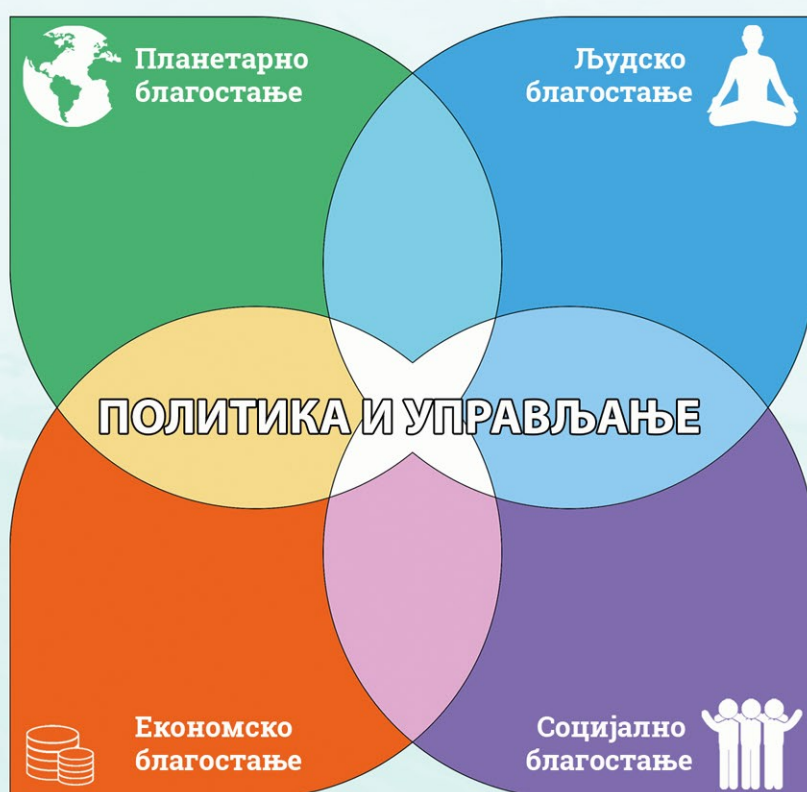 Планетарно
благостање
Људско
благостање
ПОЛИТИКА И УПРАВЉАЊЕ
Економско
благостање
Социјално
благостање